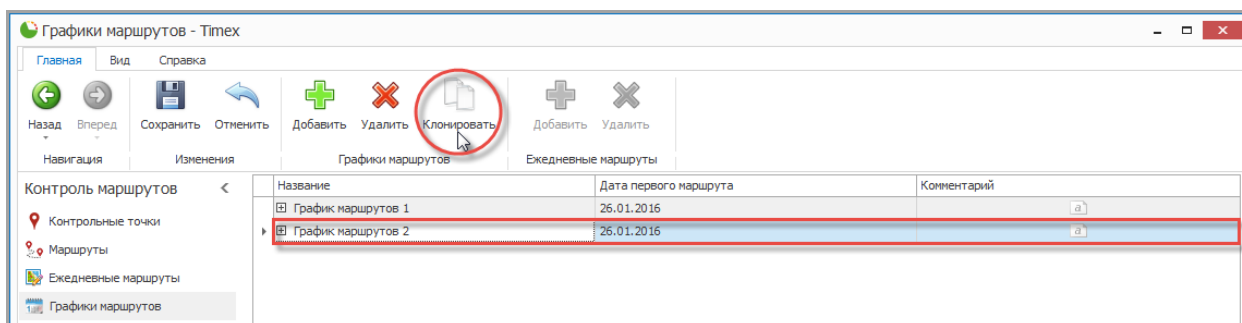 Графики маршрутов - Timex
Главная Вид Справка
Назад Вперед Сохранить Отменить Добавить Удалить Клонировать Добавить Удалить
Навигация Изменения Графики маршрутов Ежедневные маршруты
Контроль маршрутов
Название Дата первого маршрута Комментарий
График маршрутов 1 26.01.2016 a
Контрольные точки
График маршрутов 2 26.01.2016 a
Маршруты
Ежедневные маршруты
Графики маршрутов